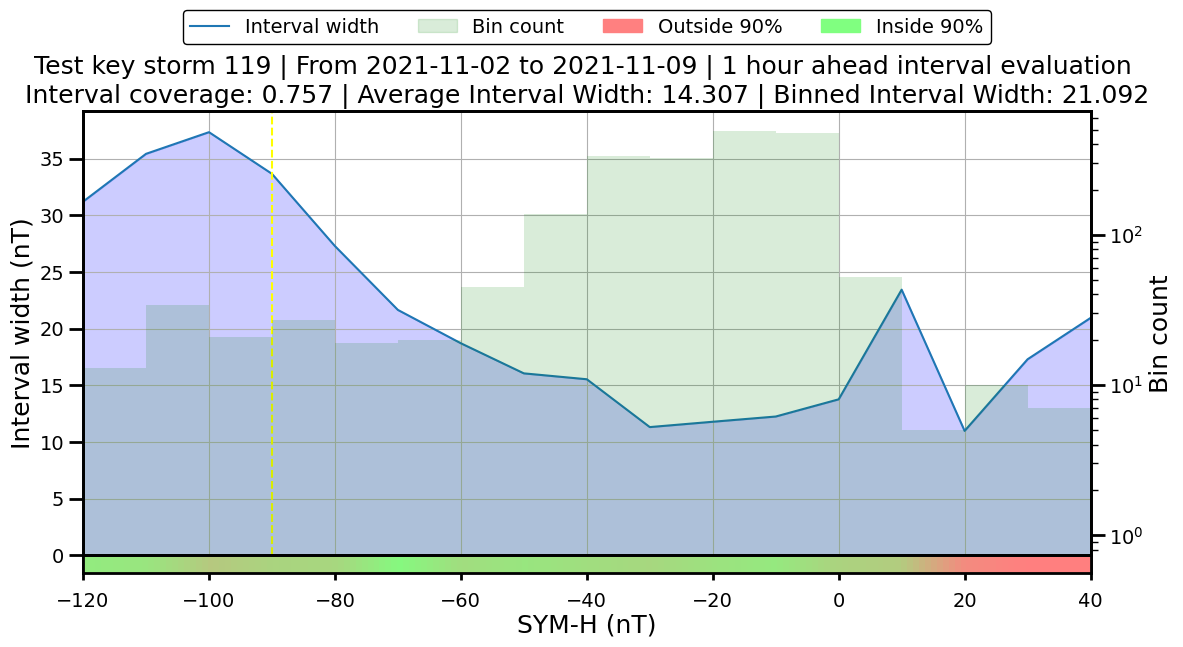 Interval width Bin count Outside 90% Inside 90%
Test key storm 119 | From 2021-11-02 to 2021-11-09 | 1 hour ahead interval evaluation
Interval coverage: 0.757 | Average Interval Width: 14.307 | Binned Interval Width: 21.092
Interval width (nT)
35
30
25
20
15
10
5
0
10²
10¹
10⁰
Bin count
−120 −100 −80 −60 −40 −20 0 20 40
SYM-H (nT)